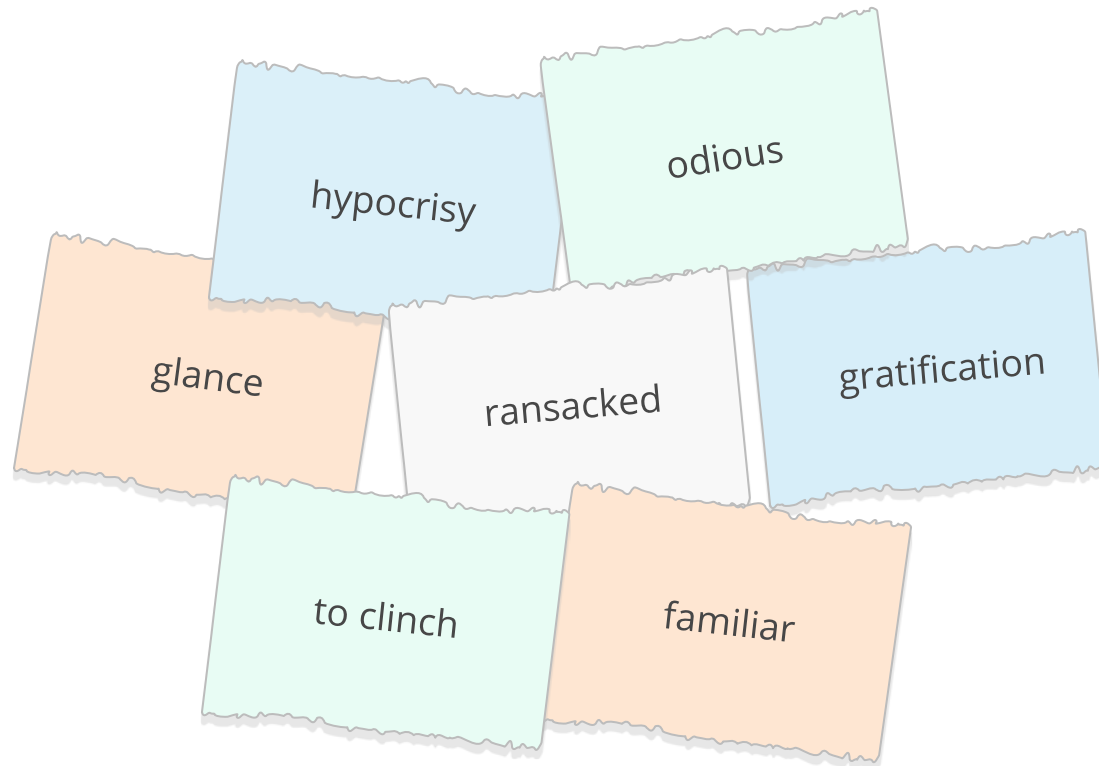 hypocrisy
odious
glance
ransacked
gratification
to clinch
familiar